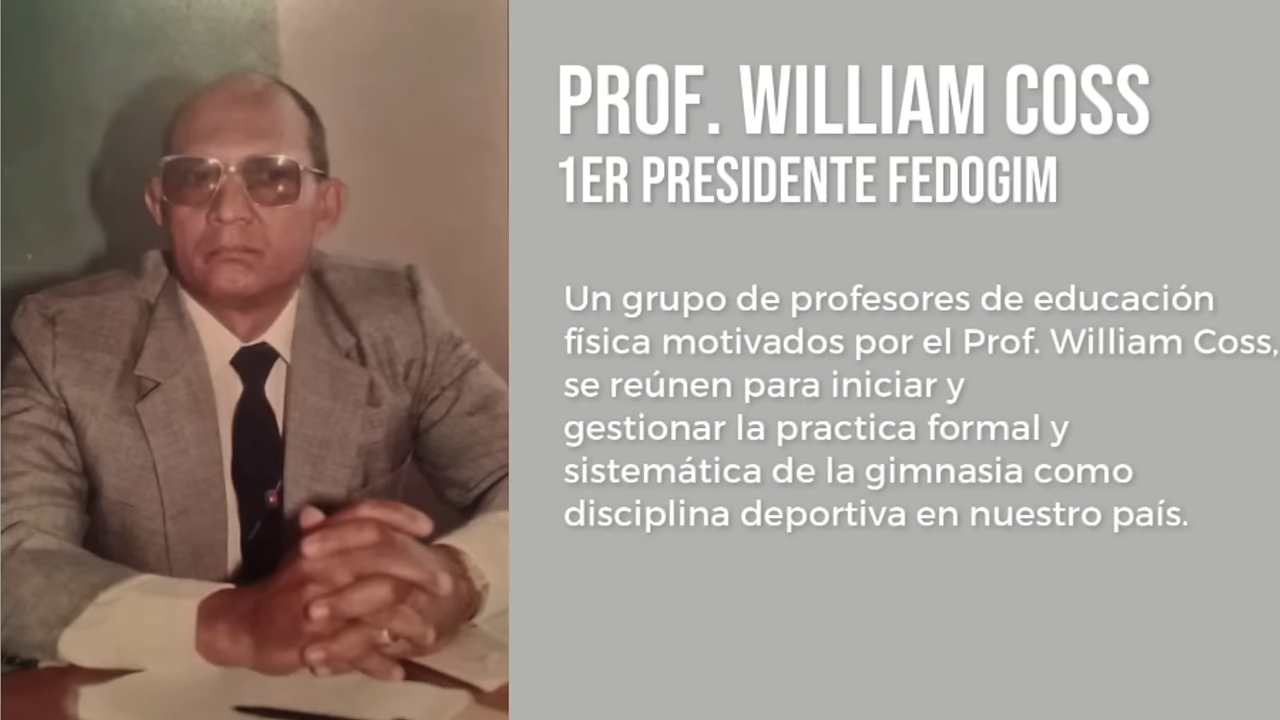 PROF. WILLIAM COSS
1ER PRESIDENTE FEDOGIM
Un grupo de profesores de educación
física motivados por el Prof. William Coss,
se reúnen para iniciar y
gestionar la practica formal y
sistemática de la gimnasia como
disciplina deportiva en nuestro país.